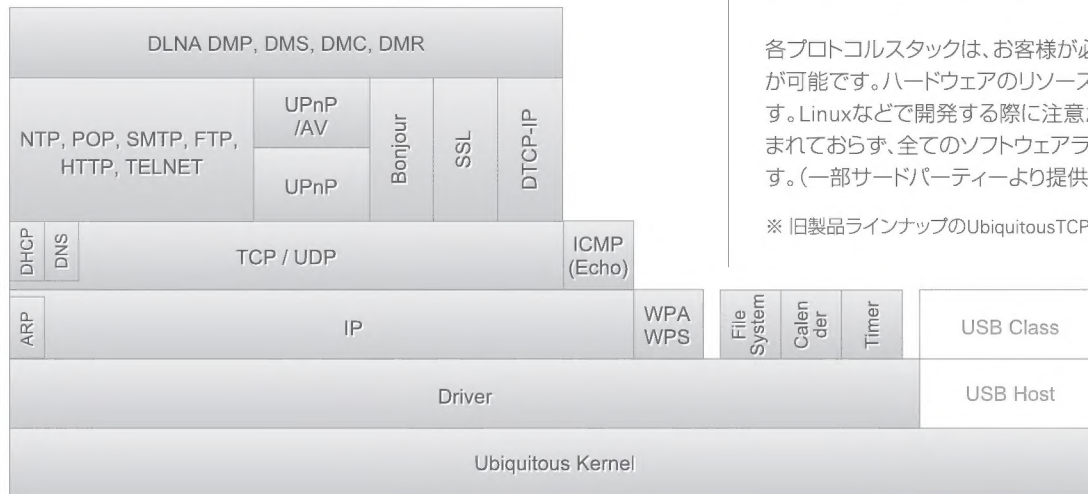 DLNA DMP, DMS, DMC, DMR
NTP, POP, SMTP, FTP,
HTTP, TELNET
UPnP
/AV
UPnP
Bonjour
SSL
DTCP-IP
DHCP
DNS
TCP / UDP
ICMP
(Echo)
ARP
IP
WPA
WPS
File
System
Calen
der
Timer
USB Class
Driver
USB Host
Ubiquitous Kernel
各プロトコルスタックは、お客様が必
が可能です。ハードウェアのリソース
す。Linuxなどで開発する際に注意
まれておらず、全てのソフトウェアラ
す。(一部サードパーティーより提供
※ 旧製品ラインナップのUbiquitousTCP